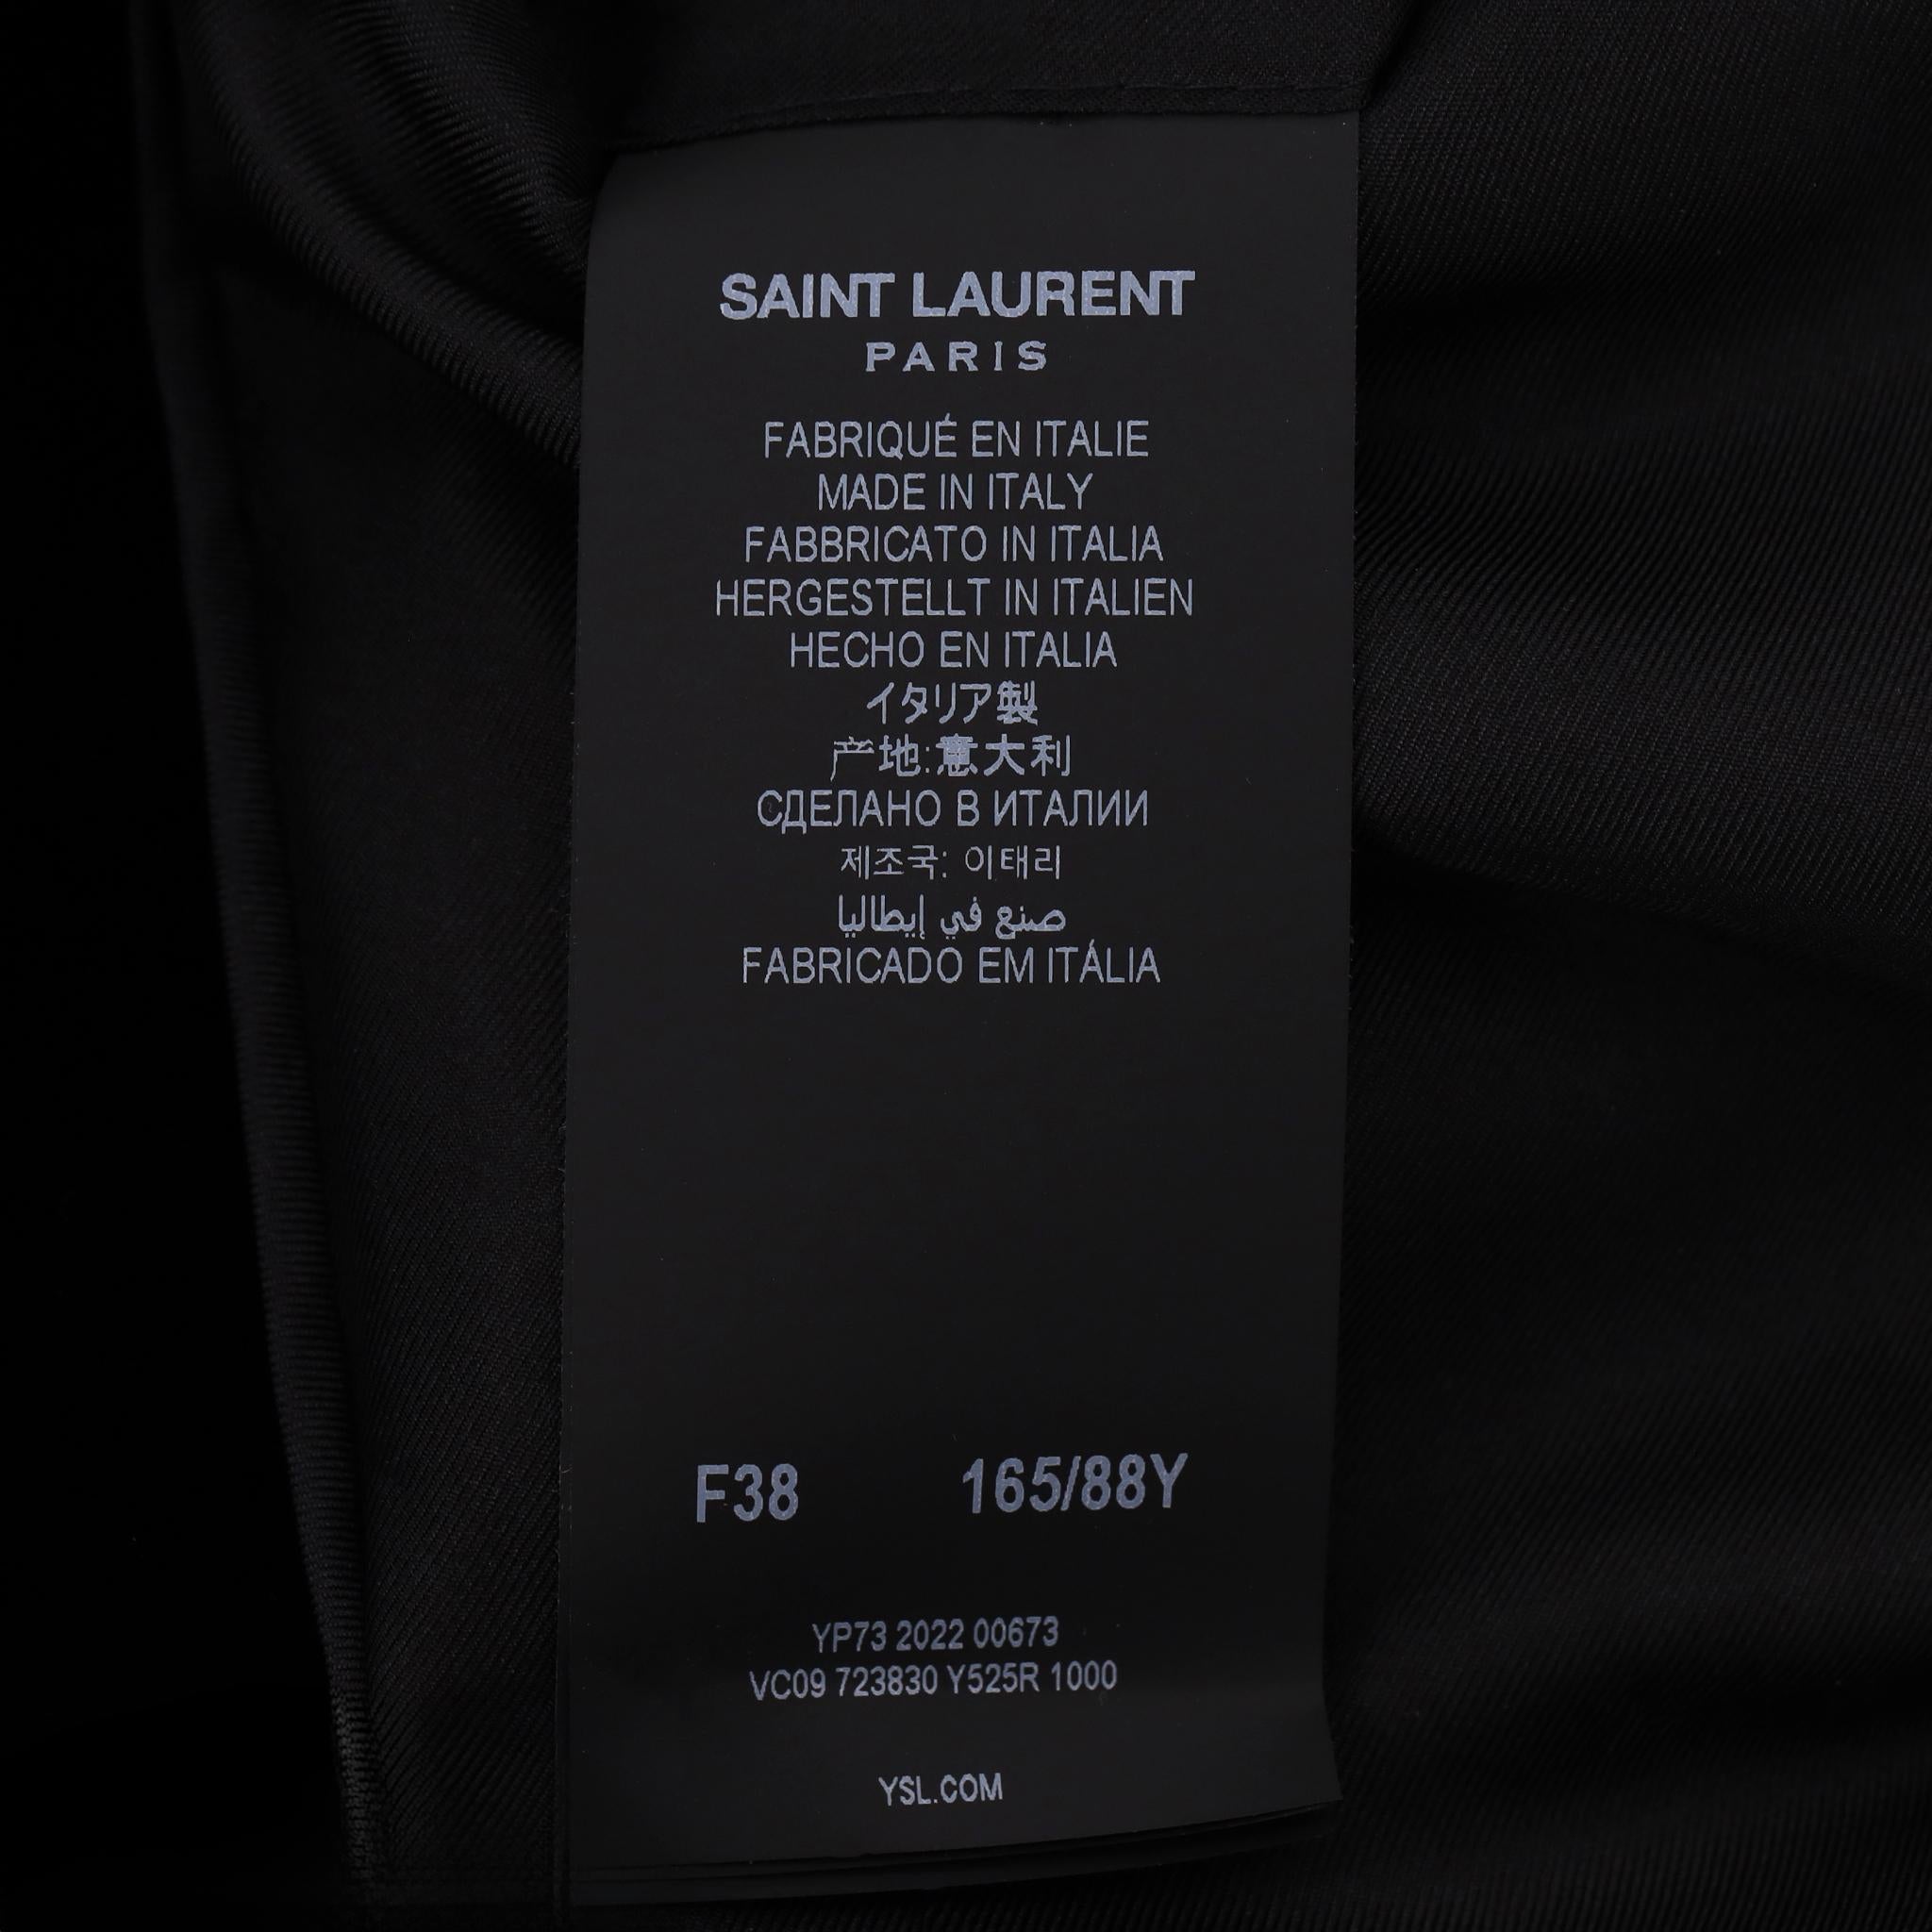 SAINT LAURENT
PARIS
FABRIQUÉ EN ITALIE
MADE IN ITALY
FABBRICATO IN ITALIA
HERGESTELLT IN ITALIEN
HECHO EN ITALIA
イタリア製
产地:意大利
СДЕЛАНО В ИТАЛИИ
제조국: 이태리
صنع في إيطاليا
FABRICADO EM ITÁLIA
F38 165/88Y
YP73 2022 00673
VC09 723830 Y525R 1000
YSL.COM